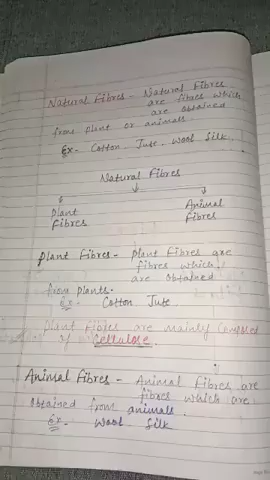 Natural Fibres - Natural Fibres
are fibres which
are obtained
from plant or animals.
Ex- Cotton Jute. Wool Silk.
Natural Fibres
Plant Fibres
Animal Fibres
Plant Fibres - Plant Fibres are
fibres which
are obtained
from plants.
Ex- Cotton Jute
Plant Fibres are mainly composed
of Cellulose.
Animal Fibres - Animal Fibres are
fibres which are
obtained from animals.
Ex- Wool Silk